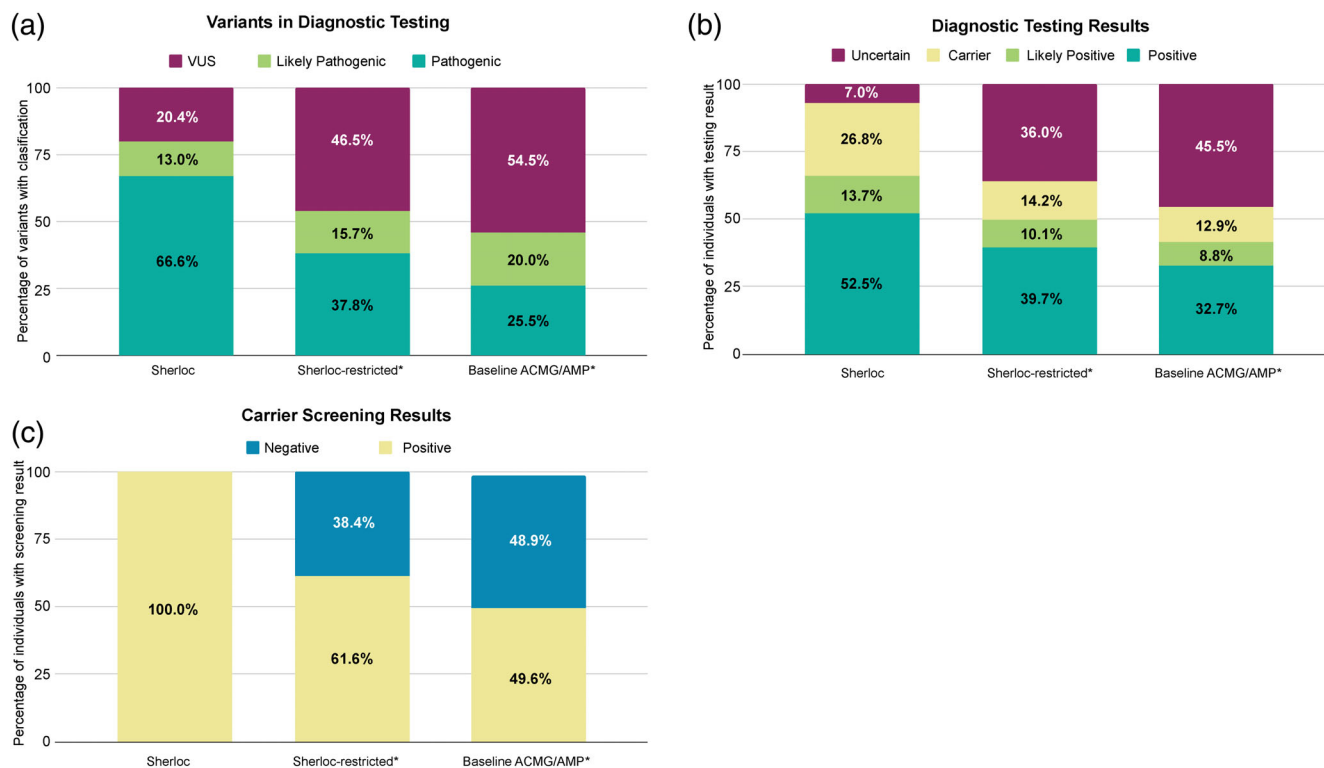 (a)
Variants in Diagnostic Testing
VUS Likely Pathogenic Pathogenic
Percentage of variants with classification
100
75
50
25
0
20.4%
13.0%
66.6%
46.5%
15.7%
37.8%
54.5%
20.0%
25.5%
Sherloc Sherloc-restricted* Baseline ACMG/AMP*
(b)
Diagnostic Testing Results
Uncertain Carrier Likely Positive Positive
Percentage of individuals with testing result
100
75
50
25
0
7.0%
26.8%
13.7%
52.5%
36.0%
14.2%
10.1%
39.7%
45.5%
12.9%
8.8%
32.7%
Sherloc Sherloc-restricted* Baseline ACMG/AMP*
(c)
Carrier Screening Results
Negative Positive
Percentage of individuals with screening result
100
75
50
25
0
100.0%
38.4%
61.6%
48.9%
49.6%
Sherloc Sherloc-restricted* Baseline ACMG/AMP*